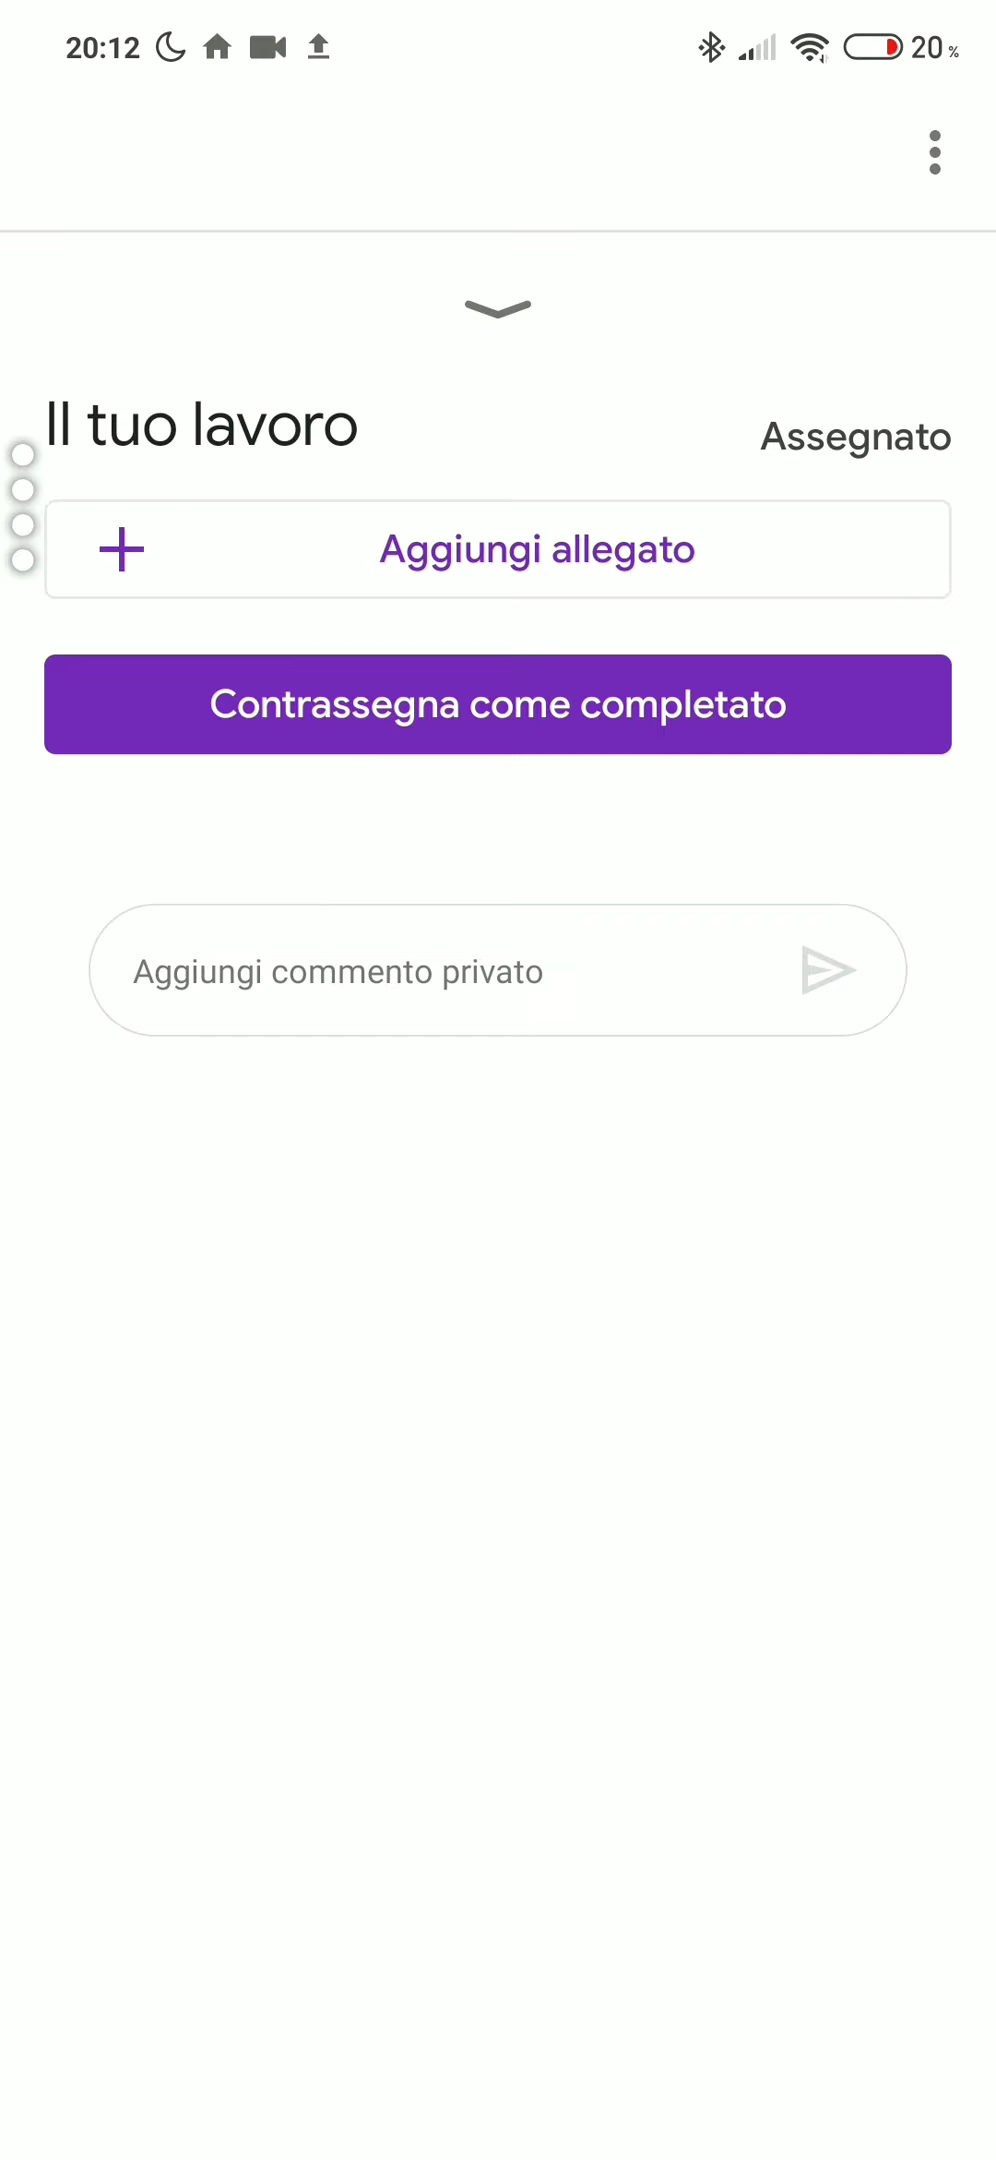 20:12
20 %
Il tuo lavoro
Assegnato
Aggiungi allegato
Contrassegna come completato
Aggiungi commento privato